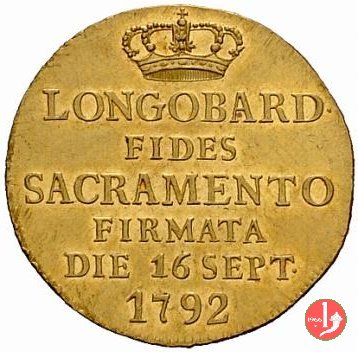 LONGOBARD·
FIDES
SACRAMENTO
FIRMATA
DIE 16 SEPT·
1792